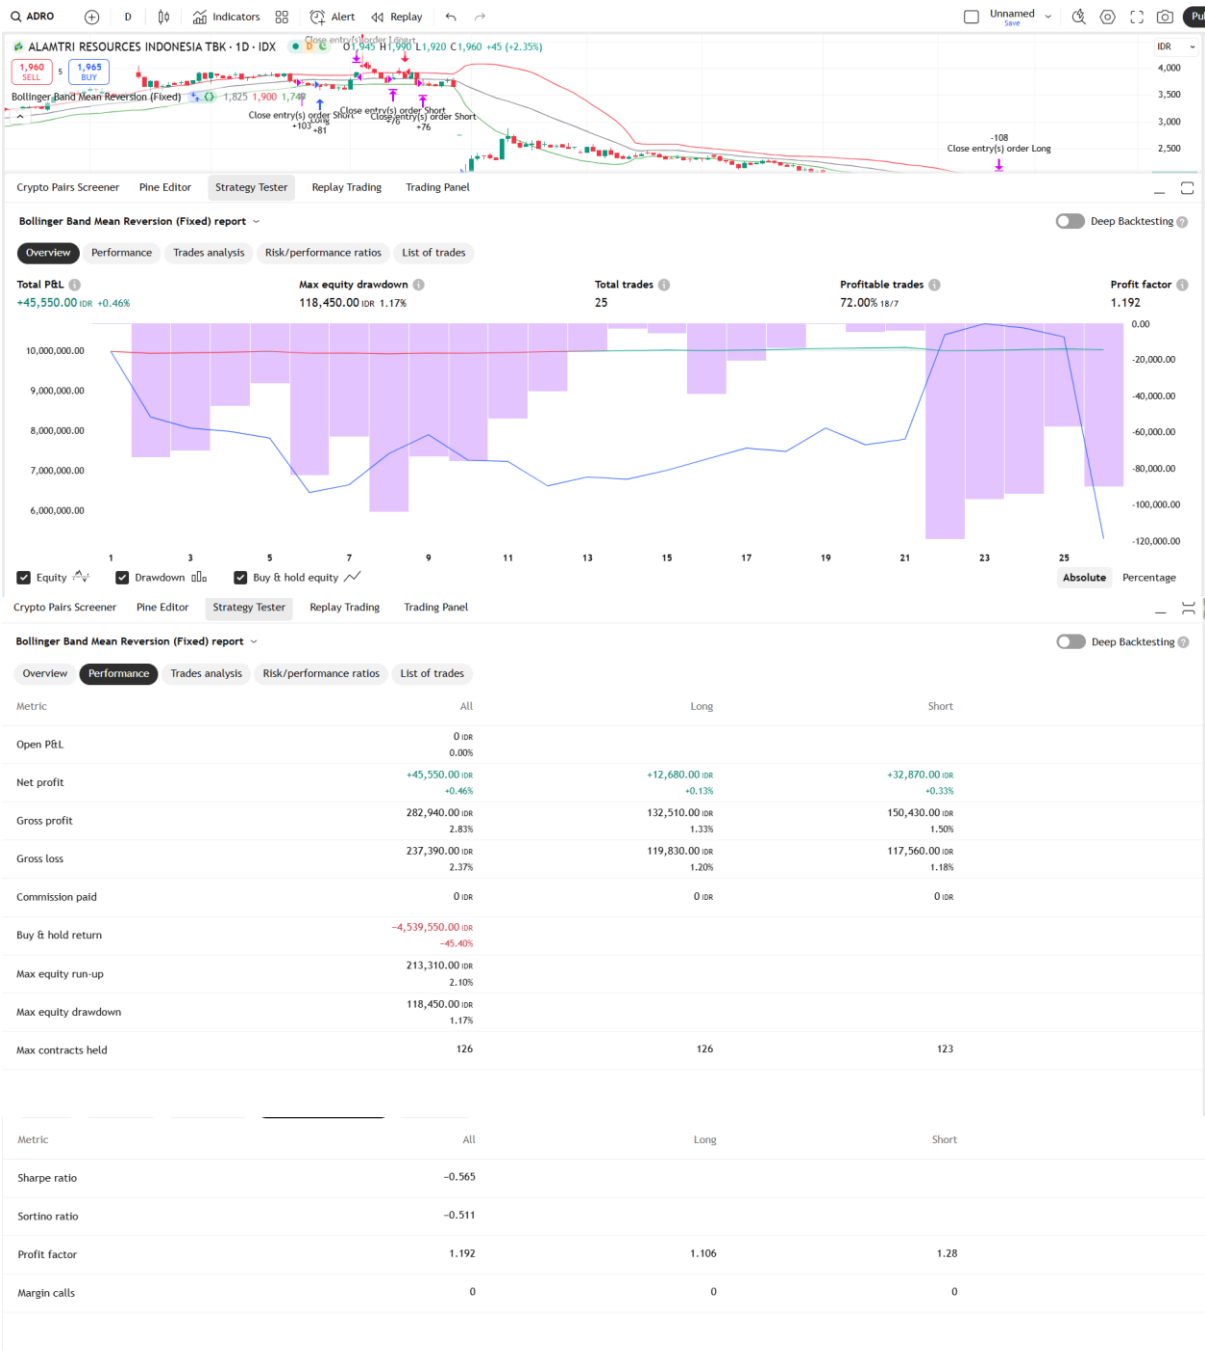 ADRO D Indicators Alert Replay Unnamed Save Pu
ALAMTRI RESOURCES INDONESIA TBK · 1D · IDX D O1,945 H1,990 L1,920 C1,960 +45 (+2.35%) IDR
1,960 SELL 5 1,965 BUY
4,000
Bollinger Band Mean Reversion (Fixed) 1,825 1,900 1,749
3,500
Close entry(s) order Short
+103
+81
Close entry(s) order Short
+76
Close entry(s) order Short
+76
3,000
-108
Close entry(s) order Long
2,500
Crypto Pairs Screener Pine Editor Strategy Tester Replay Trading Trading Panel
Bollinger Band Mean Reversion (Fixed) report Deep Backtesting
Overview Performance Trades analysis Risk/performance ratios List of trades
Total P&L Max equity drawdown Total trades Profitable trades Profit factor
+45,550.00 IDR +0.46% 118,450.00 IDR 1.17% 25 72.00% 18/7 1.192
0.00
10,000,000.00 -20,000.00
9,000,000.00 -40,000.00
8,000,000.00 -60,000.00
7,000,000.00 -80,000.00
6,000,000.00 -100,000.00
-120,000.00
1 3 5 7 9 11 13 15 17 19 21 23 25
Equity Drawdown Buy & hold equity Absolute Percentage
Crypto Pairs Screener Pine Editor Strategy Tester Replay Trading Trading Panel
Bollinger Band Mean Reversion (Fixed) report Deep Backtesting
Overview Performance Trades analysis Risk/performance ratios List of trades
Metric All Long Short
Open P&L 0 IDR
0.00%
Net profit +45,550.00 IDR +12,680.00 IDR +32,870.00 IDR
+0.46% +0.13% +0.33%
Gross profit 282,940.00 IDR 132,510.00 IDR 150,430.00 IDR
2.83% 1.33% 1.50%
Gross loss 237,390.00 IDR 119,830.00 IDR 117,560.00 IDR
2.37% 1.20% 1.18%
Commission paid 0 IDR 0 IDR 0 IDR
Buy & hold return −4,539,550.00 IDR
−45.40%
Max equity run-up 213,310.00 IDR
2.10%
Max equity drawdown 118,450.00 IDR
1.17%
Max contracts held 126 126 123
Metric All Long Short
Sharpe ratio −0.565
Sortino ratio −0.511
Profit factor 1.192 1.106 1.28
Margin calls 0 0 0